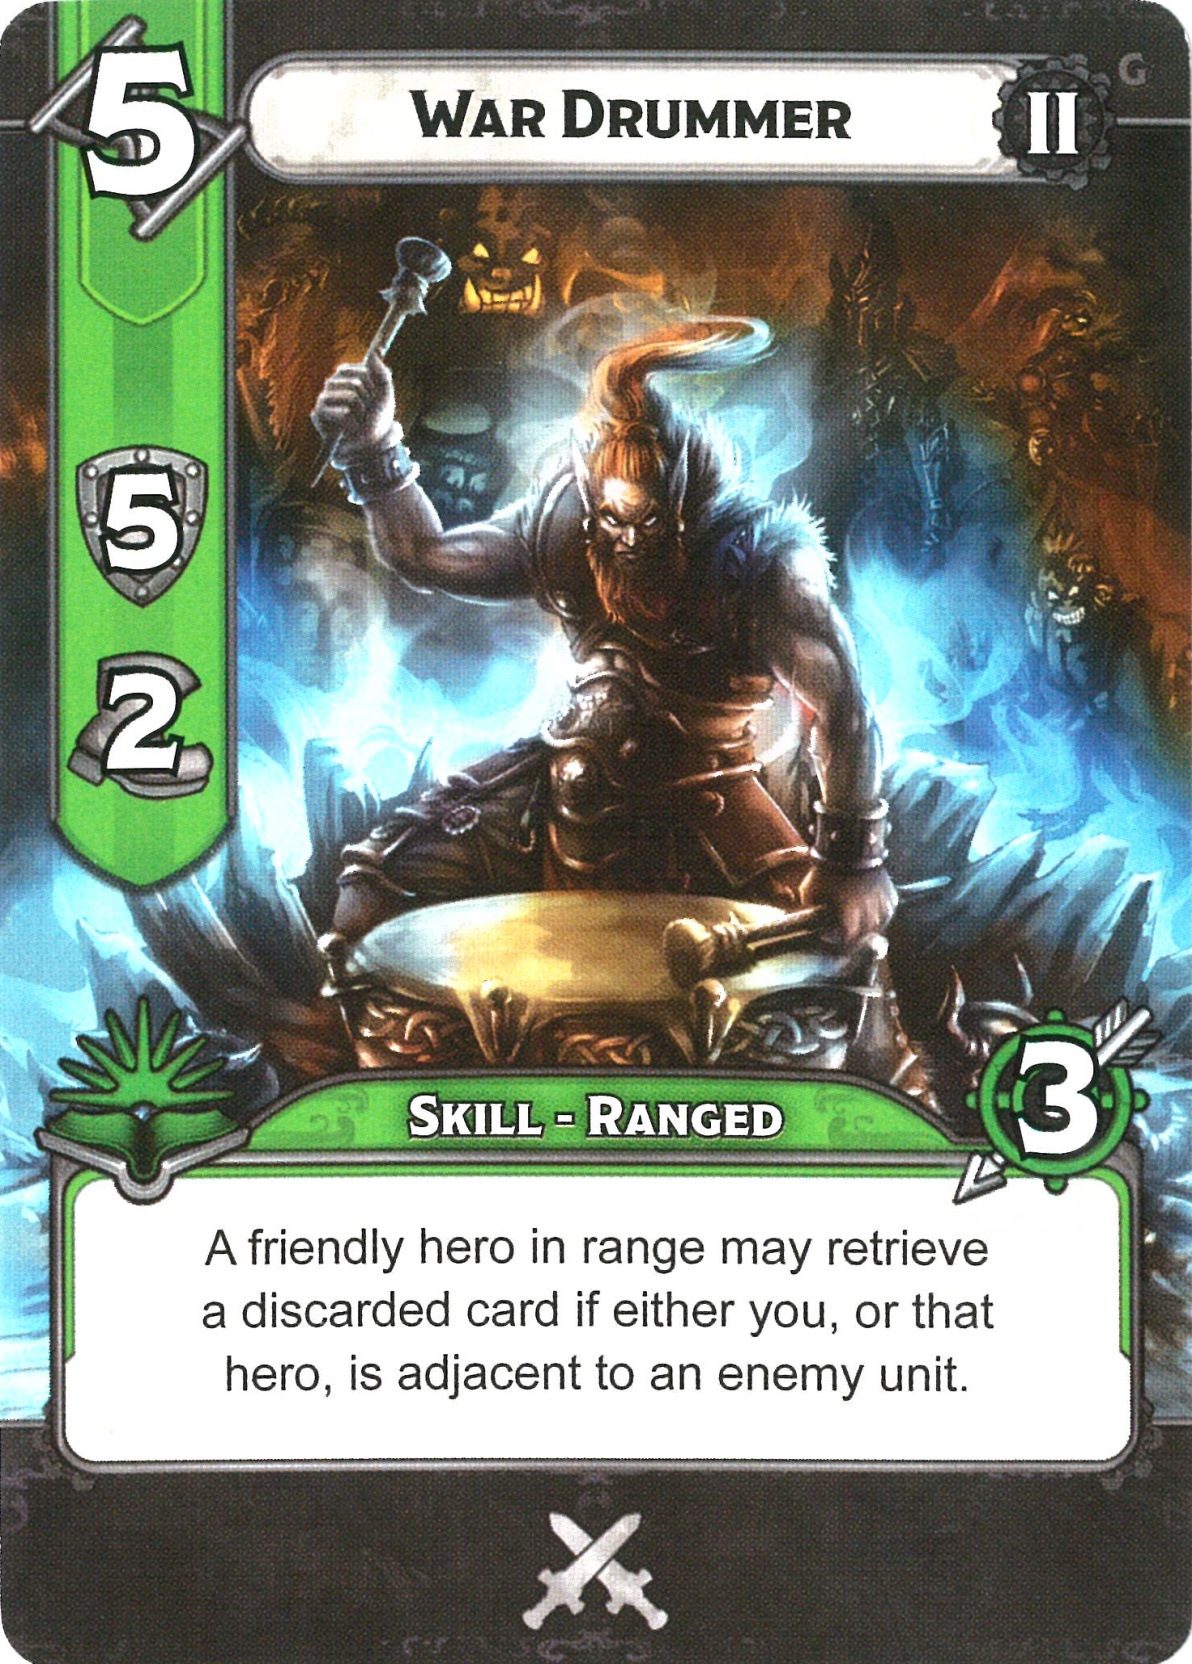 5
WAR DRUMMER
II
G
5
2
SKILL - RANGED
3
A friendly hero in range may retrieve
a discarded card if either you, or that
hero, is adjacent to an enemy unit.